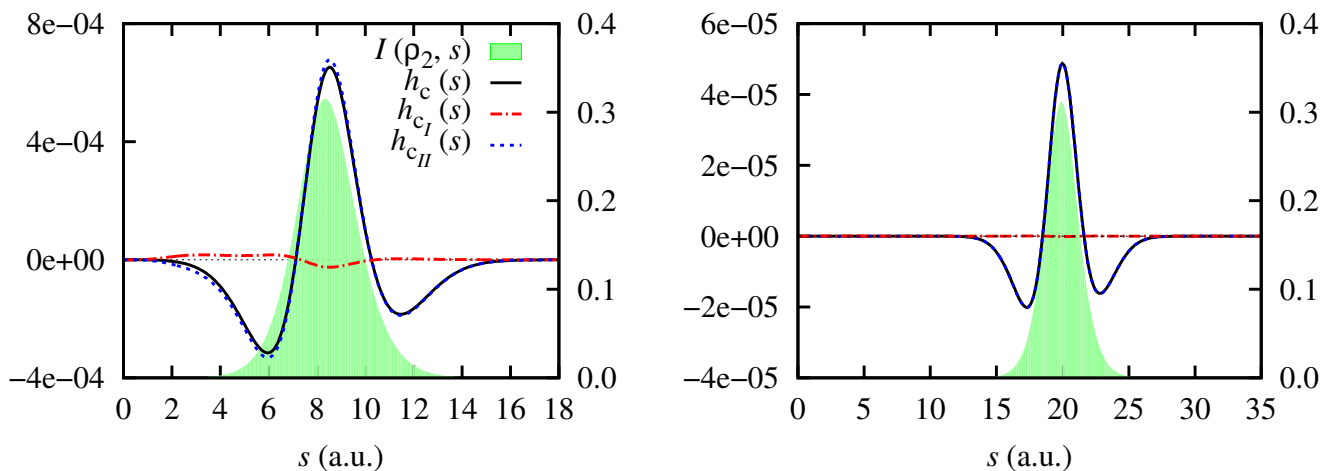 8e−04
4e−04
0e+00
−4e−04
0.4
0.3
0.2
0.1
0.0
I (ρ2, s)
hc (s)
hcI (s)
hcII (s)
0 2 4 6 8 10 12 14 16 18
s (a.u.)
6e−05
4e−05
2e−05
0e+00
−2e−05
−4e−05
0.4
0.3
0.2
0.1
0.0
0 5 10 15 20 25 30 35
s (a.u.)